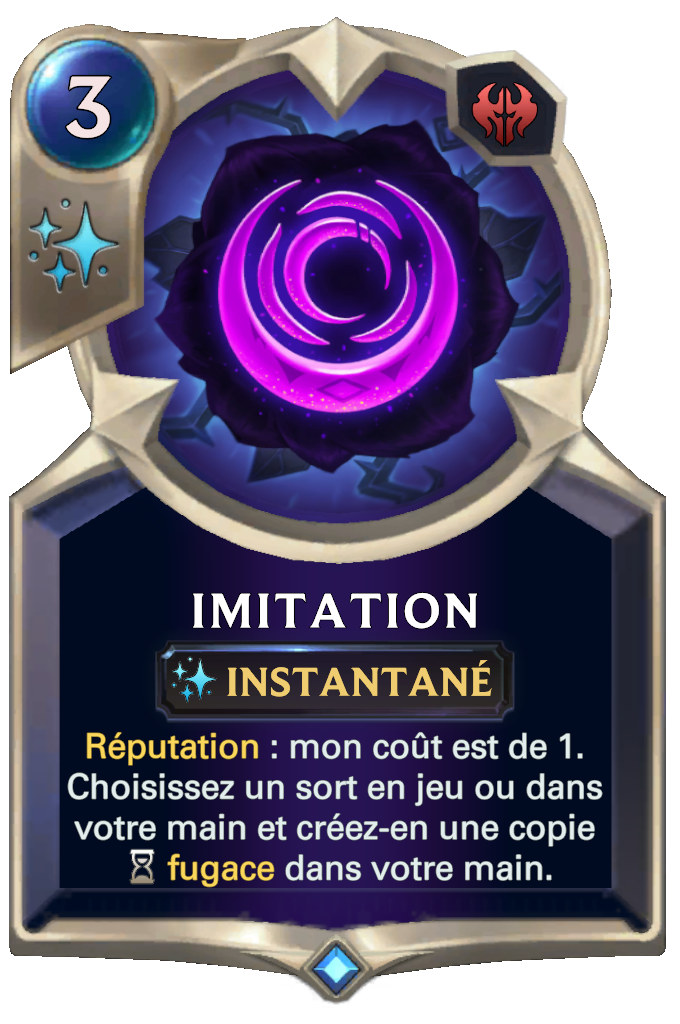 3
IMITATION
INSTANTANÉ
Réputation : mon coût est de 1.
Choisissez un sort en jeu ou dans
votre main et créez-en une copie
fugace dans votre main.